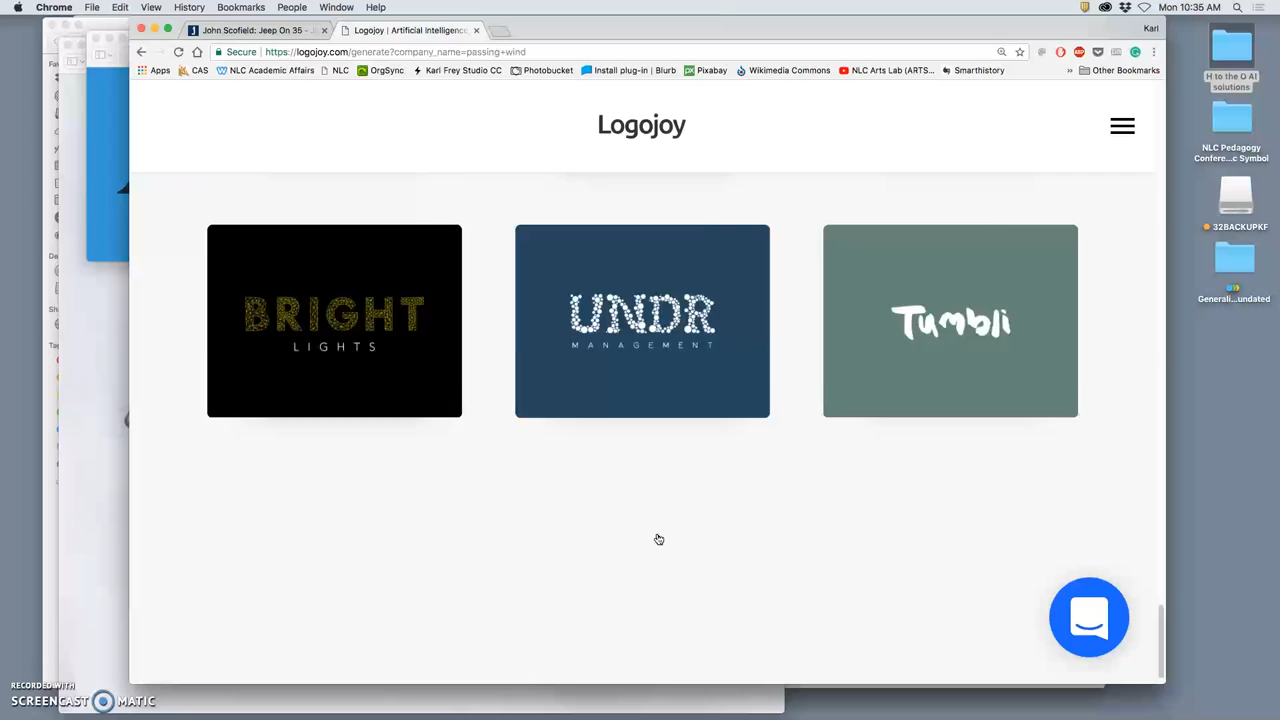 Chrome File Edit View History Bookmarks People Window Help Mon 10:35 AM
John Scofield: Jeep On 35 - J Logojoy | Artificial Intelligence Karl
Secure https://logojoy.com/generate?company_name=passing+wind
Apps CAS NLC Academic Affairs NLC OrgSync Karl Frey Studio CC Photobucket Install plug-in | Blurb Pixabay Wikimedia Commons NLC Arts Lab (ARTS... Smarthistory » Other Bookmarks
H to the Q AI
solutions
Logojoy
NLC Pedagogy
Confere...c Symbol
32BACKUPKF
Generali...undated
BRIGHT
LIGHTS
UNDR
MANAGEMENT
Tumbli
RECORDED WITH
SCREENCAST MATIC